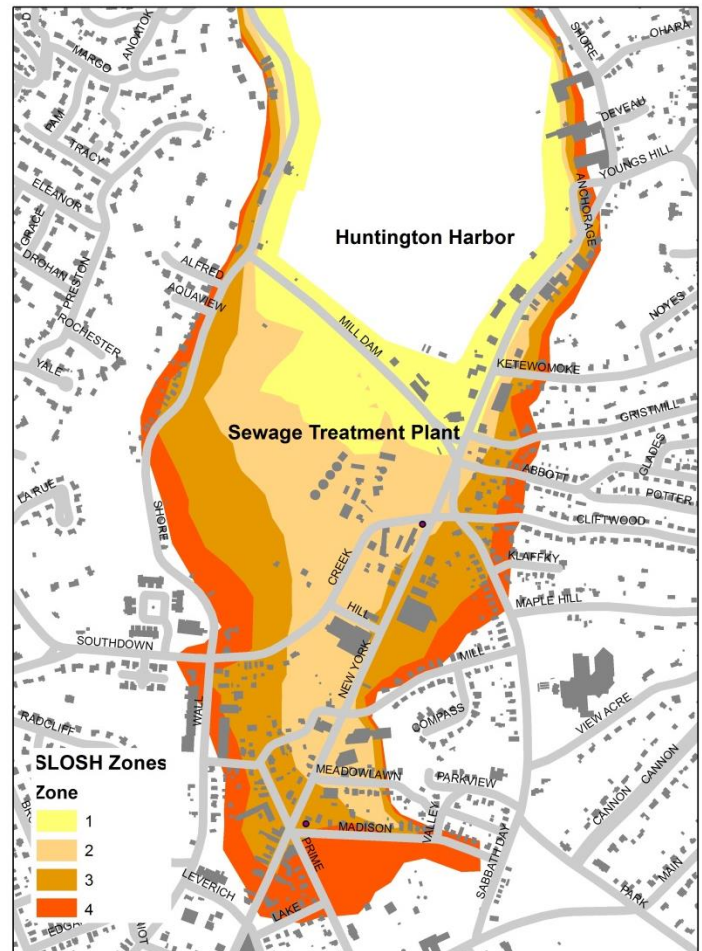 SHORE
OHARA
ANOATOK
MARGO
PAM
TRACY
DEVEAU
YOUNGS HILL
ELEANOR
ANCHORAGE
GRACE
DROHAN
PRESTON
Huntington Harbor
ALFRED
AQUAVIEW
ROCHESTER
MILL DAM
NOYES
YALE
KETEWOMOKE
GRISTMILL
Sewage Treatment Plant
GLADES
ABBOTT
POTTER
LA RUE
SHORE
CLIFTWOOD
CREEK
KLAFFKY
MAPLE HILL
HILL
SOUTHDOWN
NEW YORK
MILL
WALL
COMPASS
VIEW ACRE
RADCLIFF
SLOSH Zones
Zone
1
2
3
4
MEADOWLAWN
PARKVIEW
CANNON
CANNON
MADISON
VALLEY
PRIME
SABBATH DAY
MAIN
LEVERICH
PARK
LAKE